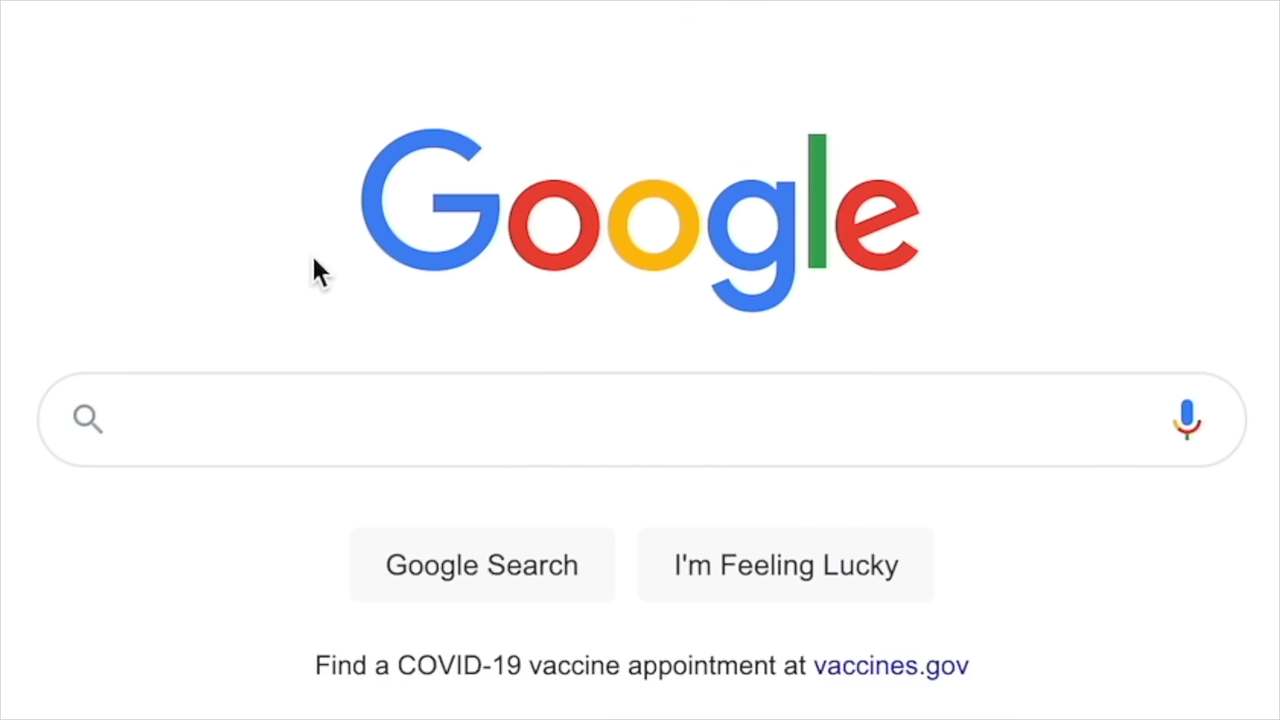 Google
Google Search
I'm Feeling Lucky
Find a COVID-19 vaccine appointment at vaccines.gov